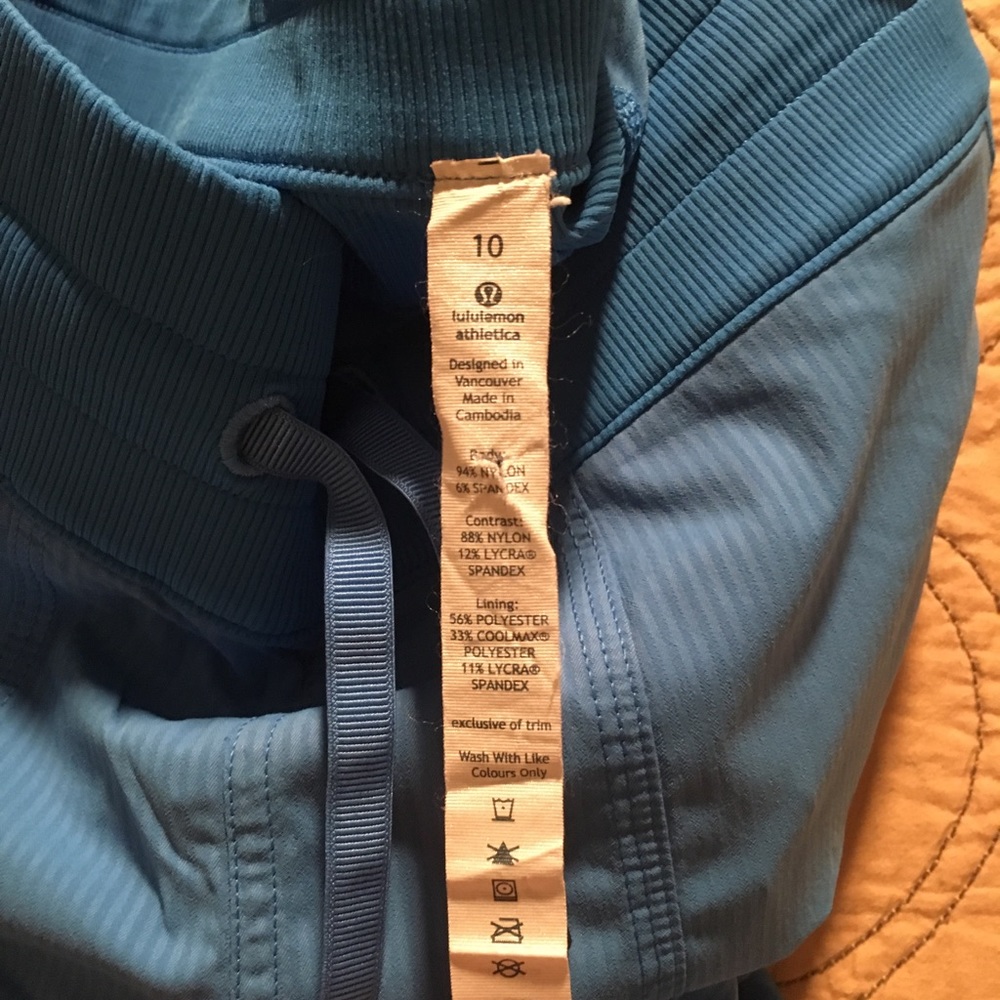 10
lululemon
athletica
Designed in
Vancouver
Made in
Cambodia
Body:
94% NYLON
6% SPANDEX
Contrast:
88% NYLON
12% LYCRA®
SPANDEX
Lining:
56% POLYESTER
33% COOLMAX®
POLYESTER
11% LYCRA®
SPANDEX
exclusive of trim
Wash With Like
Colours Only